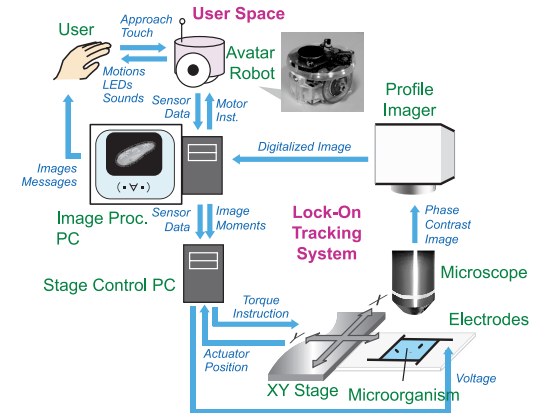 User Space
User
Approach
Touch
Motions
LEDs
Sounds
Avatar
Robot
Sensor
Data
Motor
Inst.
Profile
Imager
Digitalized Image
Images
Messages
(・∀・)
Image Proc.
PC
Sensor
Data
Image
Moments
Lock-On
Tracking
System
Phase
Contrast
Image
Microscope
Stage Control PC
Torque
Instruction
Actuator
Position
X
Y
Electrodes
XY Stage
Microorganism
Voltage